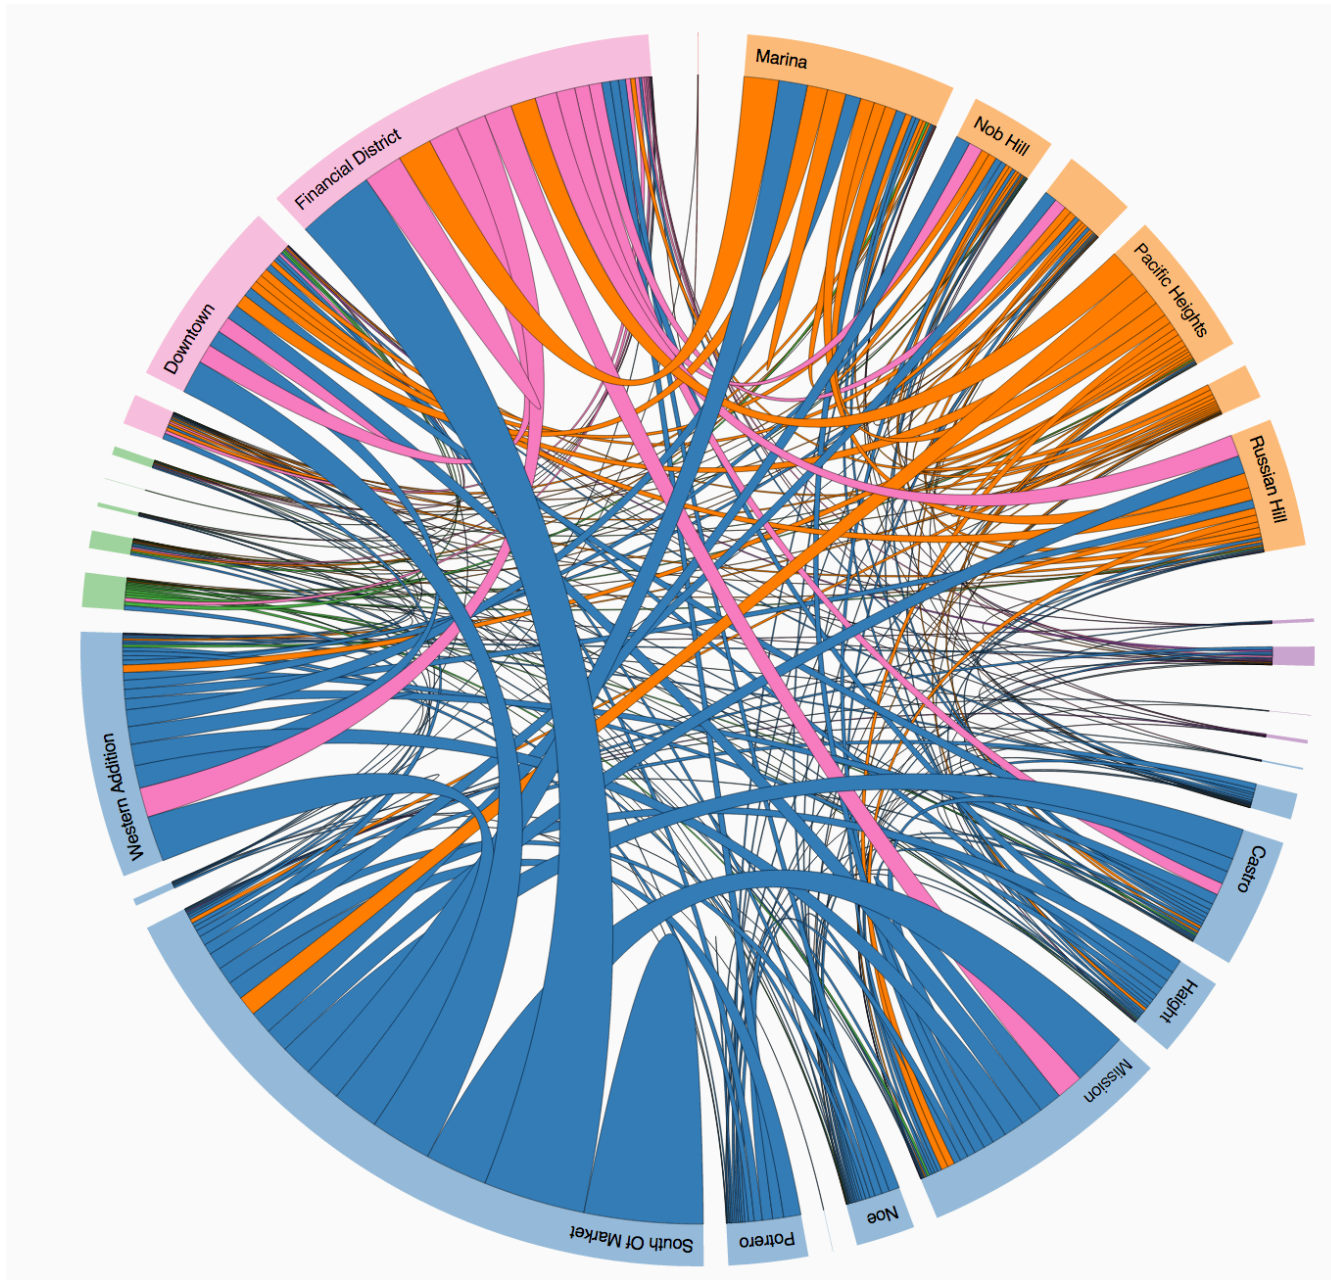 Marina
Nob Hill
Pacific Heights
Russian Hill
Castro
Haight
Mission
Noe
Potrero
South Of Market
Western Addition
Downtown
Financial District